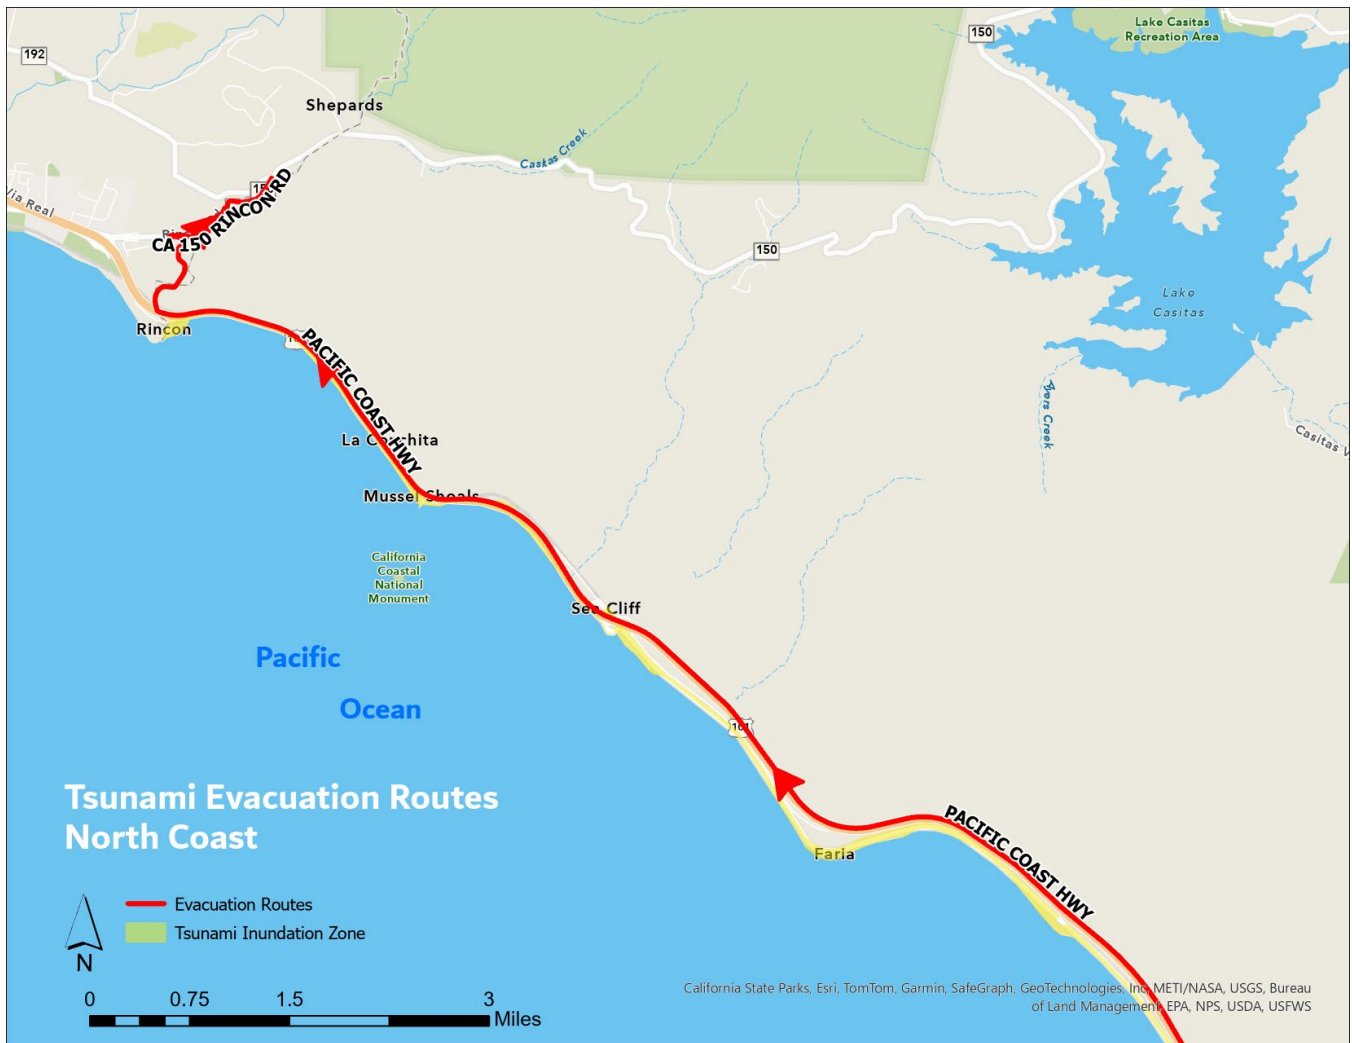 Lake Casitas
Recreation Area
150
192
Shepards
Casitas Creek
Via Real
CA 150 RINCON RD
150
Lake
Casitas
Rincon
PACIFIC COAST HWY
La Conchita
Casitas V
Mussel Shoals
California
Coastal
National
Monument
Sea Cliff
Pacific
Ocean
101
Tsunami Evacuation Routes
North Coast
PACIFIC COAST HWY
Faria
Evacuation Routes
Tsunami Inundation Zone
N
0 0.75 1.5 3
Miles
California State Parks, Esri, TomTom, Garmin, SafeGraph, GeoTechnologies, Inc, METI/NASA, USGS, Bureau
of Land Management, EPA, NPS, USDA, USFWS